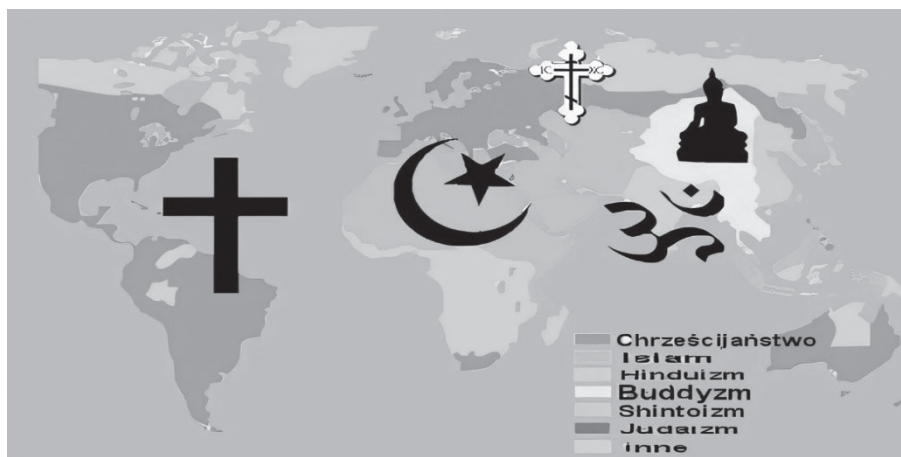 IC XC
Chrześcijaństwo
Islam
Hinduizm
Buddyzm
Shintoizm
Judaizm
inne